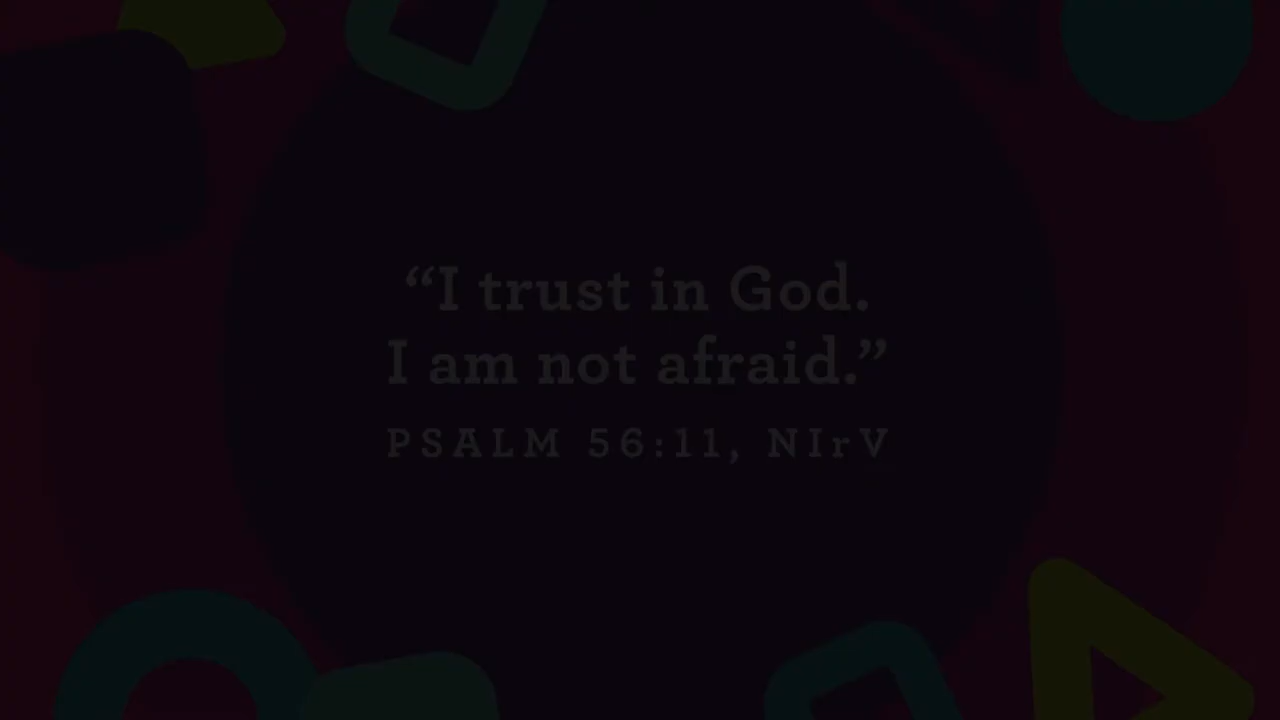 “I trust in God.
I am not afraid.”
PSALM 56:11, NIrV